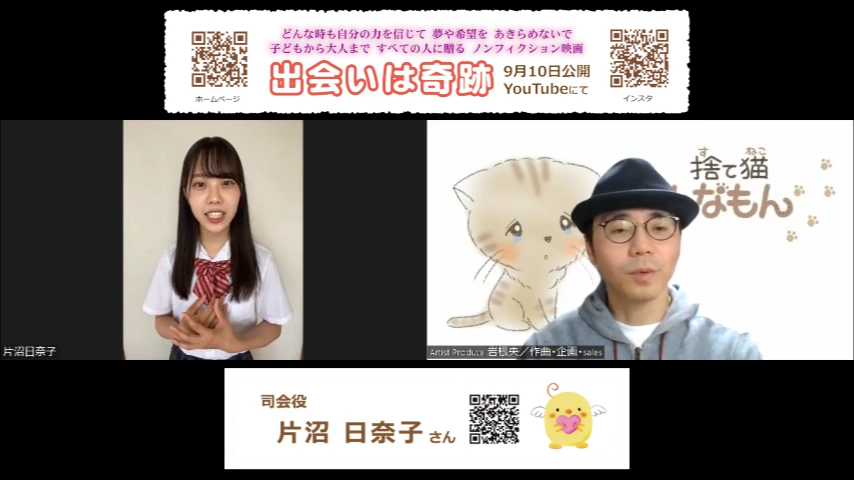 どんな時も自分の力を信じて 夢や希望を あきらめないで
子どもから大人まで すべての人に贈る ノンフィクション映画
出会いは奇跡
9月10日公開
YouTubeにて
ホームページ
インスタ
す ねこ
捨て猫
なもん
片沼日奈子
Artist Produce 岩根央／作曲・企画・sales
司会役
片沼 日奈子 さん